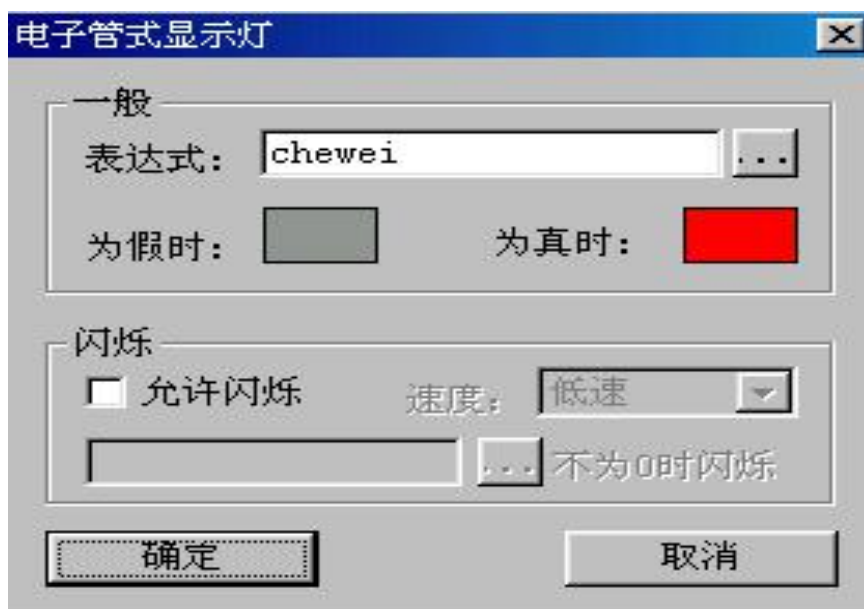 电子管式显示灯
一般
表达式: chewei ...
为假时: 为真时:
闪烁
允许闪烁 速度: 低速
... 不为0时闪烁
确定 取消